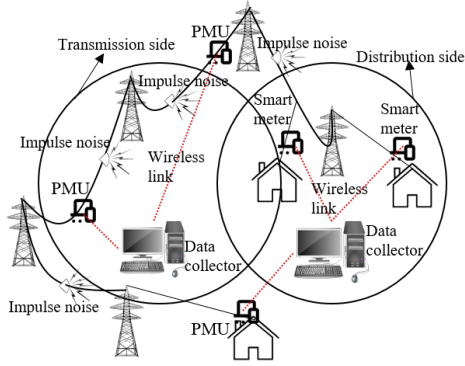 PMU
Transmission side
Impulse noise
Distribution side
Impulse noise
Smart
meter
Smart
meter
Impulse noise
Wireless
link
PMU
Wireless
link
Data
collector
Data
collector
Impulse noise
PMU